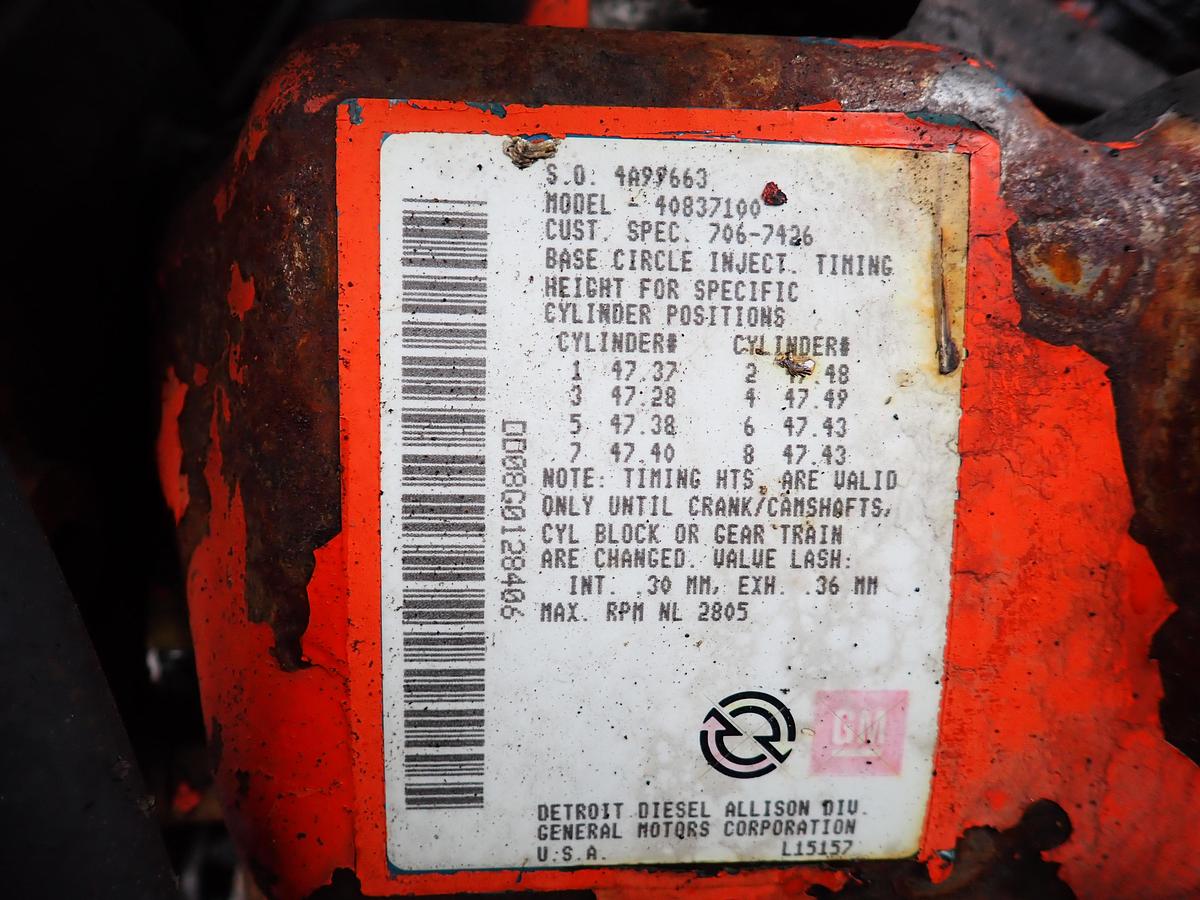 S.O. 4A99663
MODEL - 40837100
CUST. SPEC. 706-7426
BASE CIRCLE INJECT. TIMING
HEIGHT FOR SPECIFIC
CYLINDER POSITIONS
CYLINDER# CYLINDER#
1 47.37 2 47.48
3 47.28 4 47.49
5 47.38 6 47.43
7 47.40 8 47.43
NOTE: TIMING HTS. ARE VALID
ONLY UNTIL CRANK/CAMSHAFTS,
CYL BLOCK OR GEAR TRAIN
ARE CHANGED. VALVE LASH:
INT. .30 MM, EXH. .36 MM
MAX. RPM NL 2805
GM
DETROIT DIESEL ALLISON DIV.
GENERAL MOTORS CORPORATION
U.S.A. L15157